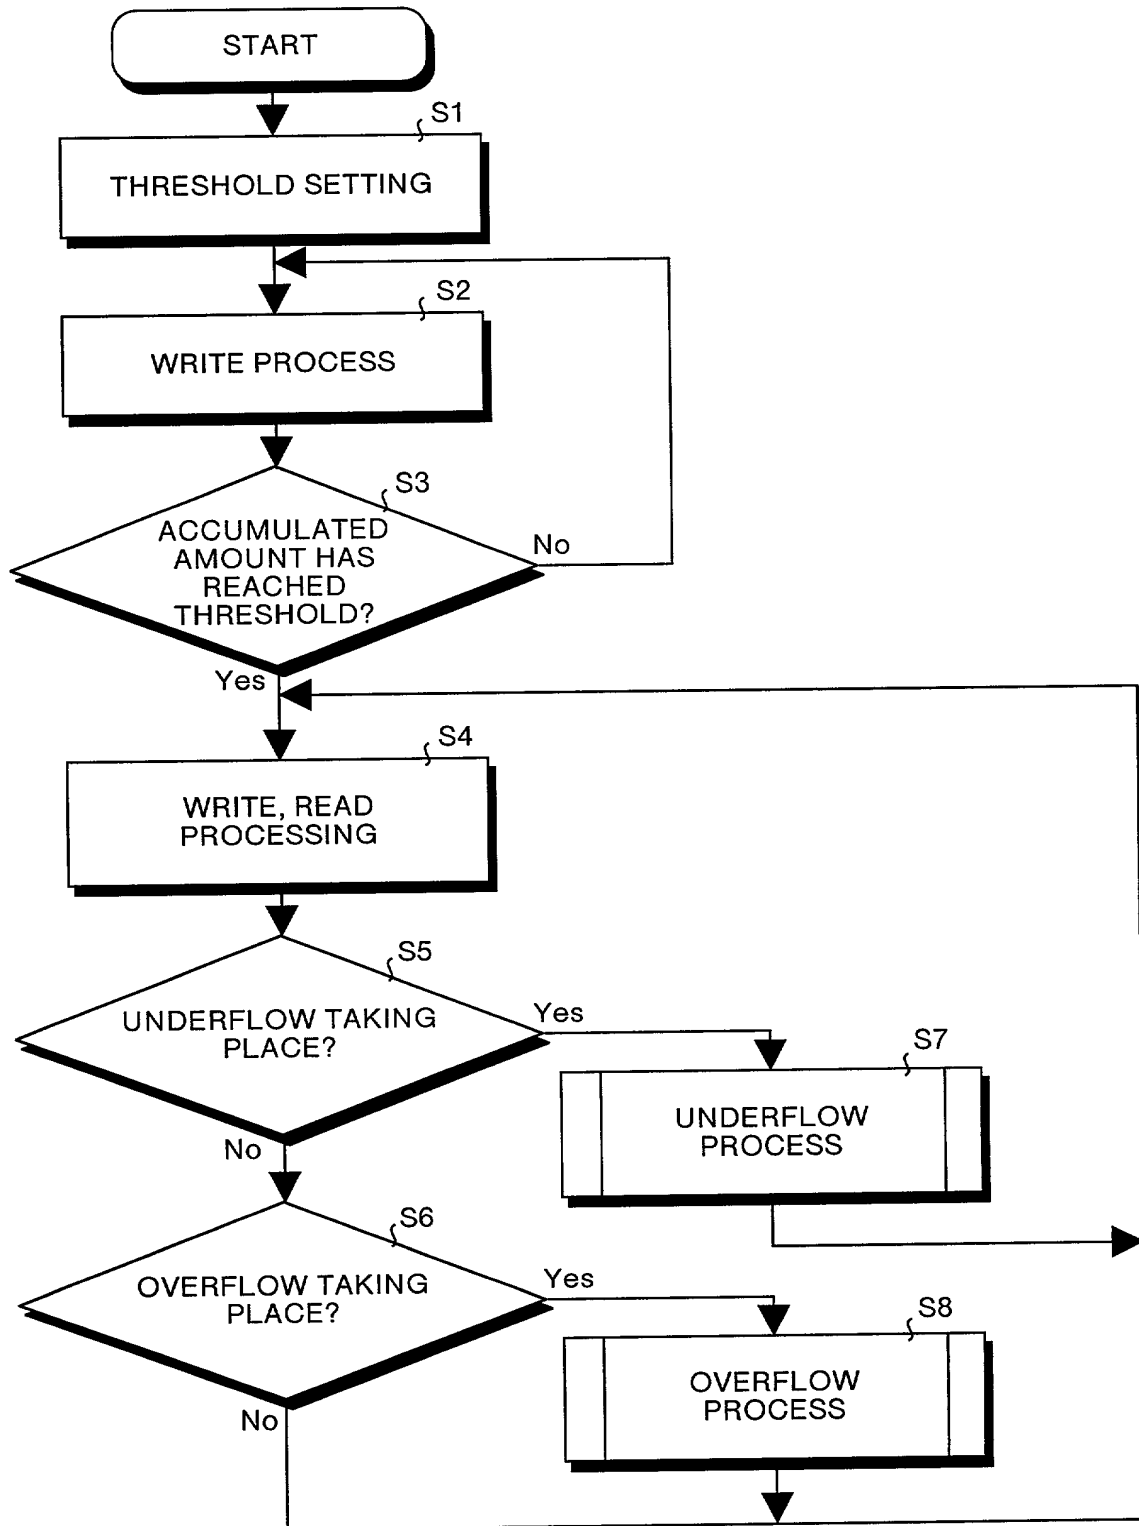 START
S1
THRESHOLD SETTING
S2
WRITE PROCESS
S3
ACCUMULATED
AMOUNT HAS
REACHED
THRESHOLD?
No
Yes
S4
WRITE, READ
PROCESSING
S5
UNDERFLOW TAKING
PLACE?
Yes
S7
UNDERFLOW
PROCESS
No
S6
OVERFLOW TAKING
PLACE?
Yes
S8
OVERFLOW
PROCESS
No